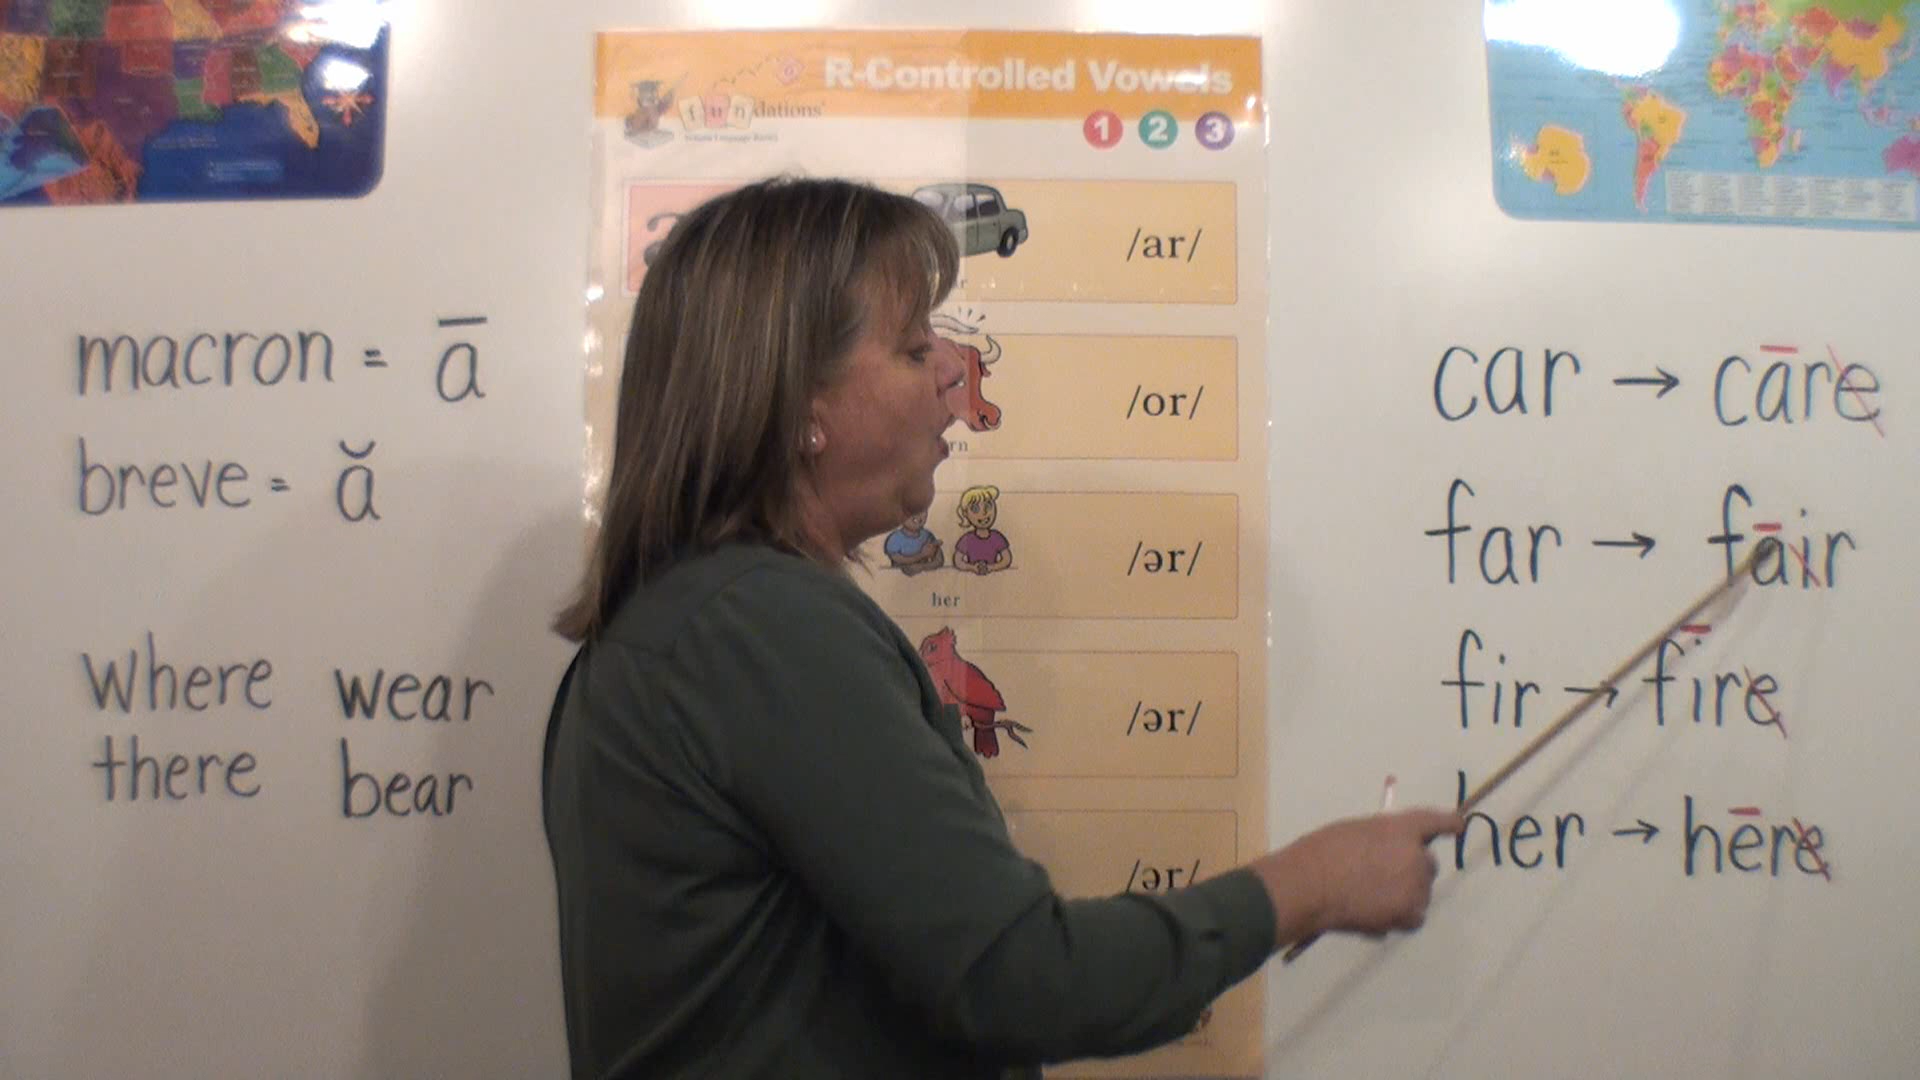 R-Controlled Vowels
fundations
1 2 3
/ar/
/or/
/ər/
her
/ər/
/ər/
macron = ā
breve = ă
where wear
there bear
car → cāre
far → fāir
fir → fīre
her → hēre